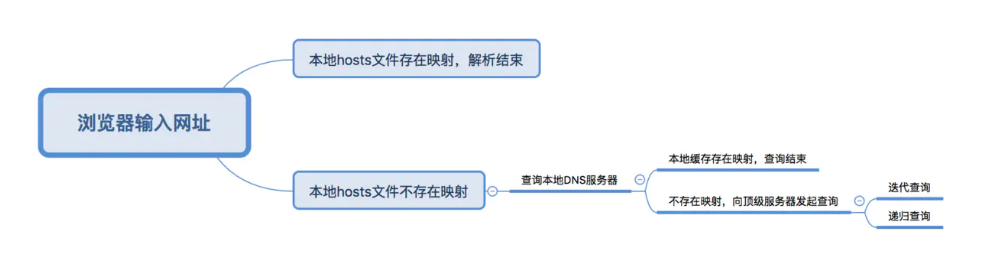 浏览器输入网址
本地hosts文件存在映射，解析结束
本地hosts文件不存在映射
查询本地DNS服务器
本地缓存存在映射，查询结束
不存在映射，向顶级服务器发起查询
迭代查询
递归查询